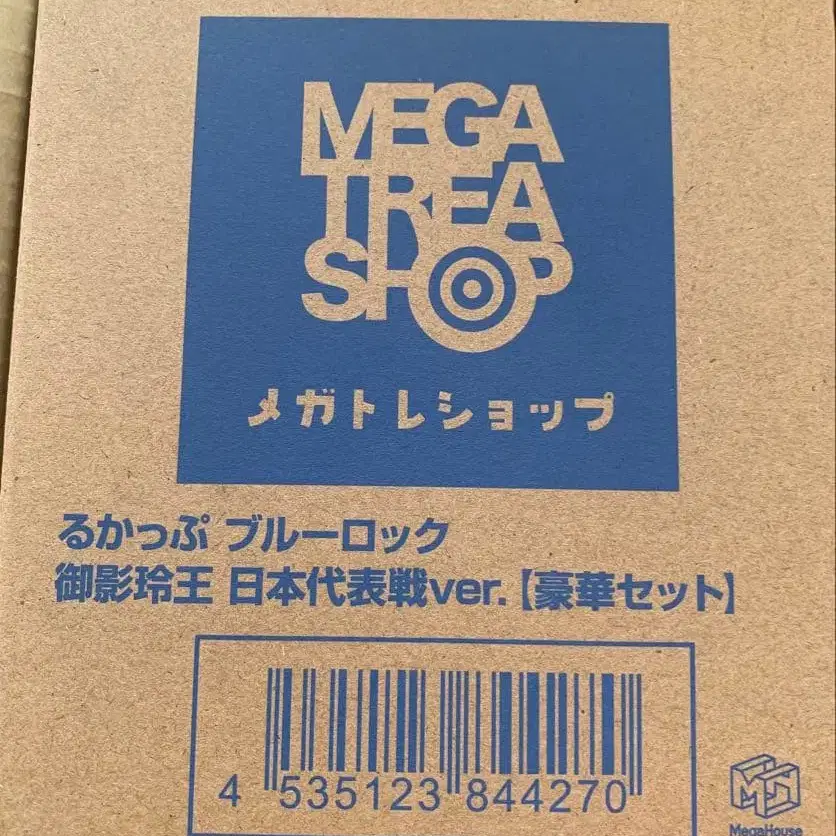 MEGA
TREA
SHOP
メガトレショップ
るかっぷ ブルーロック
御影玲王 日本代表戦ver.【豪華セット】
4 535123 844270
MegaHouse